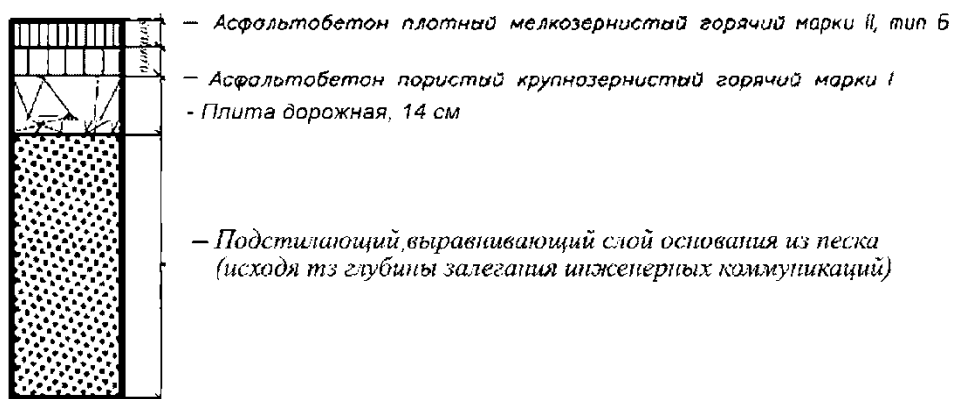 — Асфальтобетон плотный мелкозернистый горячий марки II, тип Б
— Асфальтобетон пористый крупнозернистый горячий марки I
- Плита дорожная, 14 см
— Подстилающий,выравнивающий слой основания из песка
(исходя тз глубины залегания инженерных коммуникаций)